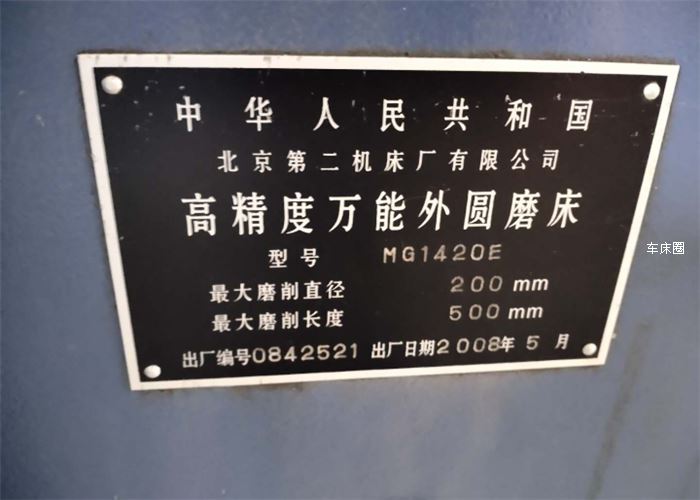 中华人民共和国
北京第二机床厂有限公司
高精度万能外圆磨床
型号 MG1420E
最大磨削直径 200 mm
最大磨削长度 500 mm
出厂编号0842521 出厂日期2008年5月
车床圈